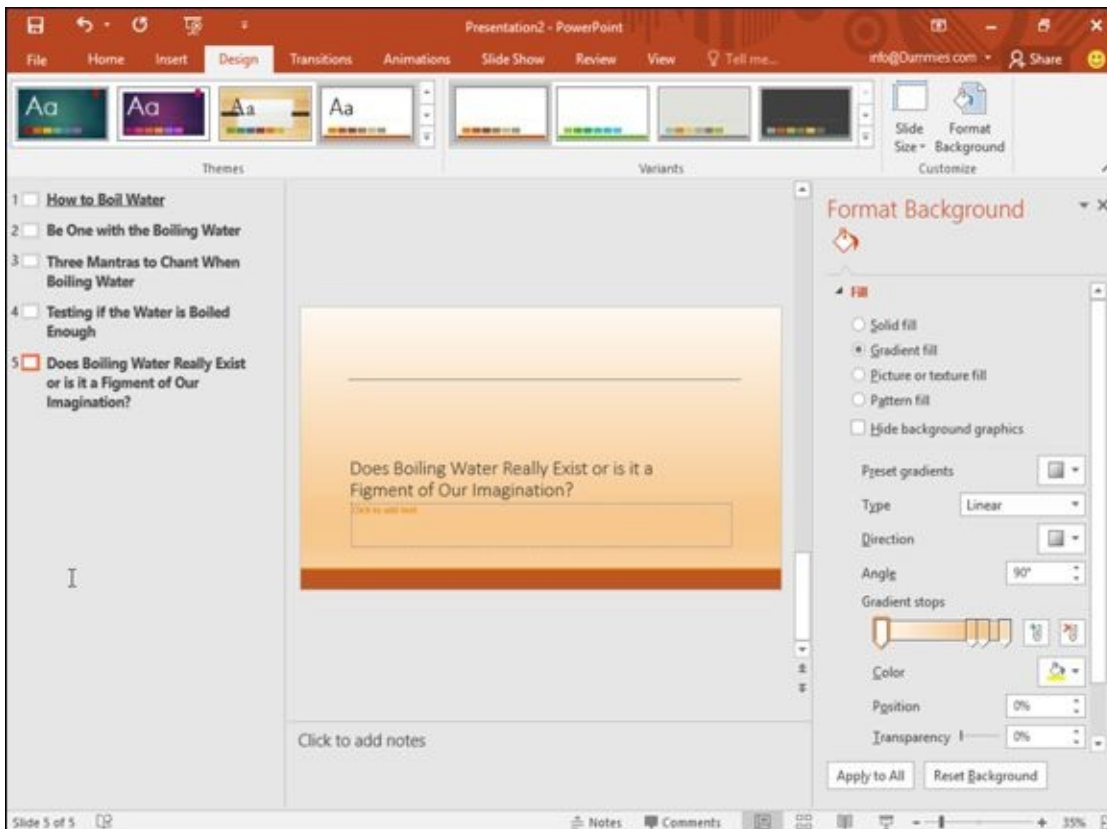 Presentation2 - PowerPoint
File Home Insert Design Transitions Animations Slide Show Review View Tell me... info@Dummies.com Share
Aa Aa Aa Aa
Slide Size
Format Background
Themes Variants Customize
1 How to Boil Water
2 Be One with the Boiling Water
3 Three Mantras to Chant When
Boiling Water
4 Testing if the Water is Boiled
Enough
5 Does Boiling Water Really Exist
or is it a Figment of Our
Imagination?
Does Boiling Water Really Exist or is it a
Figment of Our Imagination?
Click to add text
Click to add notes
Format Background
Fill
Solid fill
Gradient fill
Picture or texture fill
Pattern fill
Hide background graphics
Preset gradients
Type Linear
Direction
Angle 90°
Gradient stops
Color
Position 0%
Transparency 0%
Apply to All Reset Background
Slide 5 of 5 Notes Comments 35%